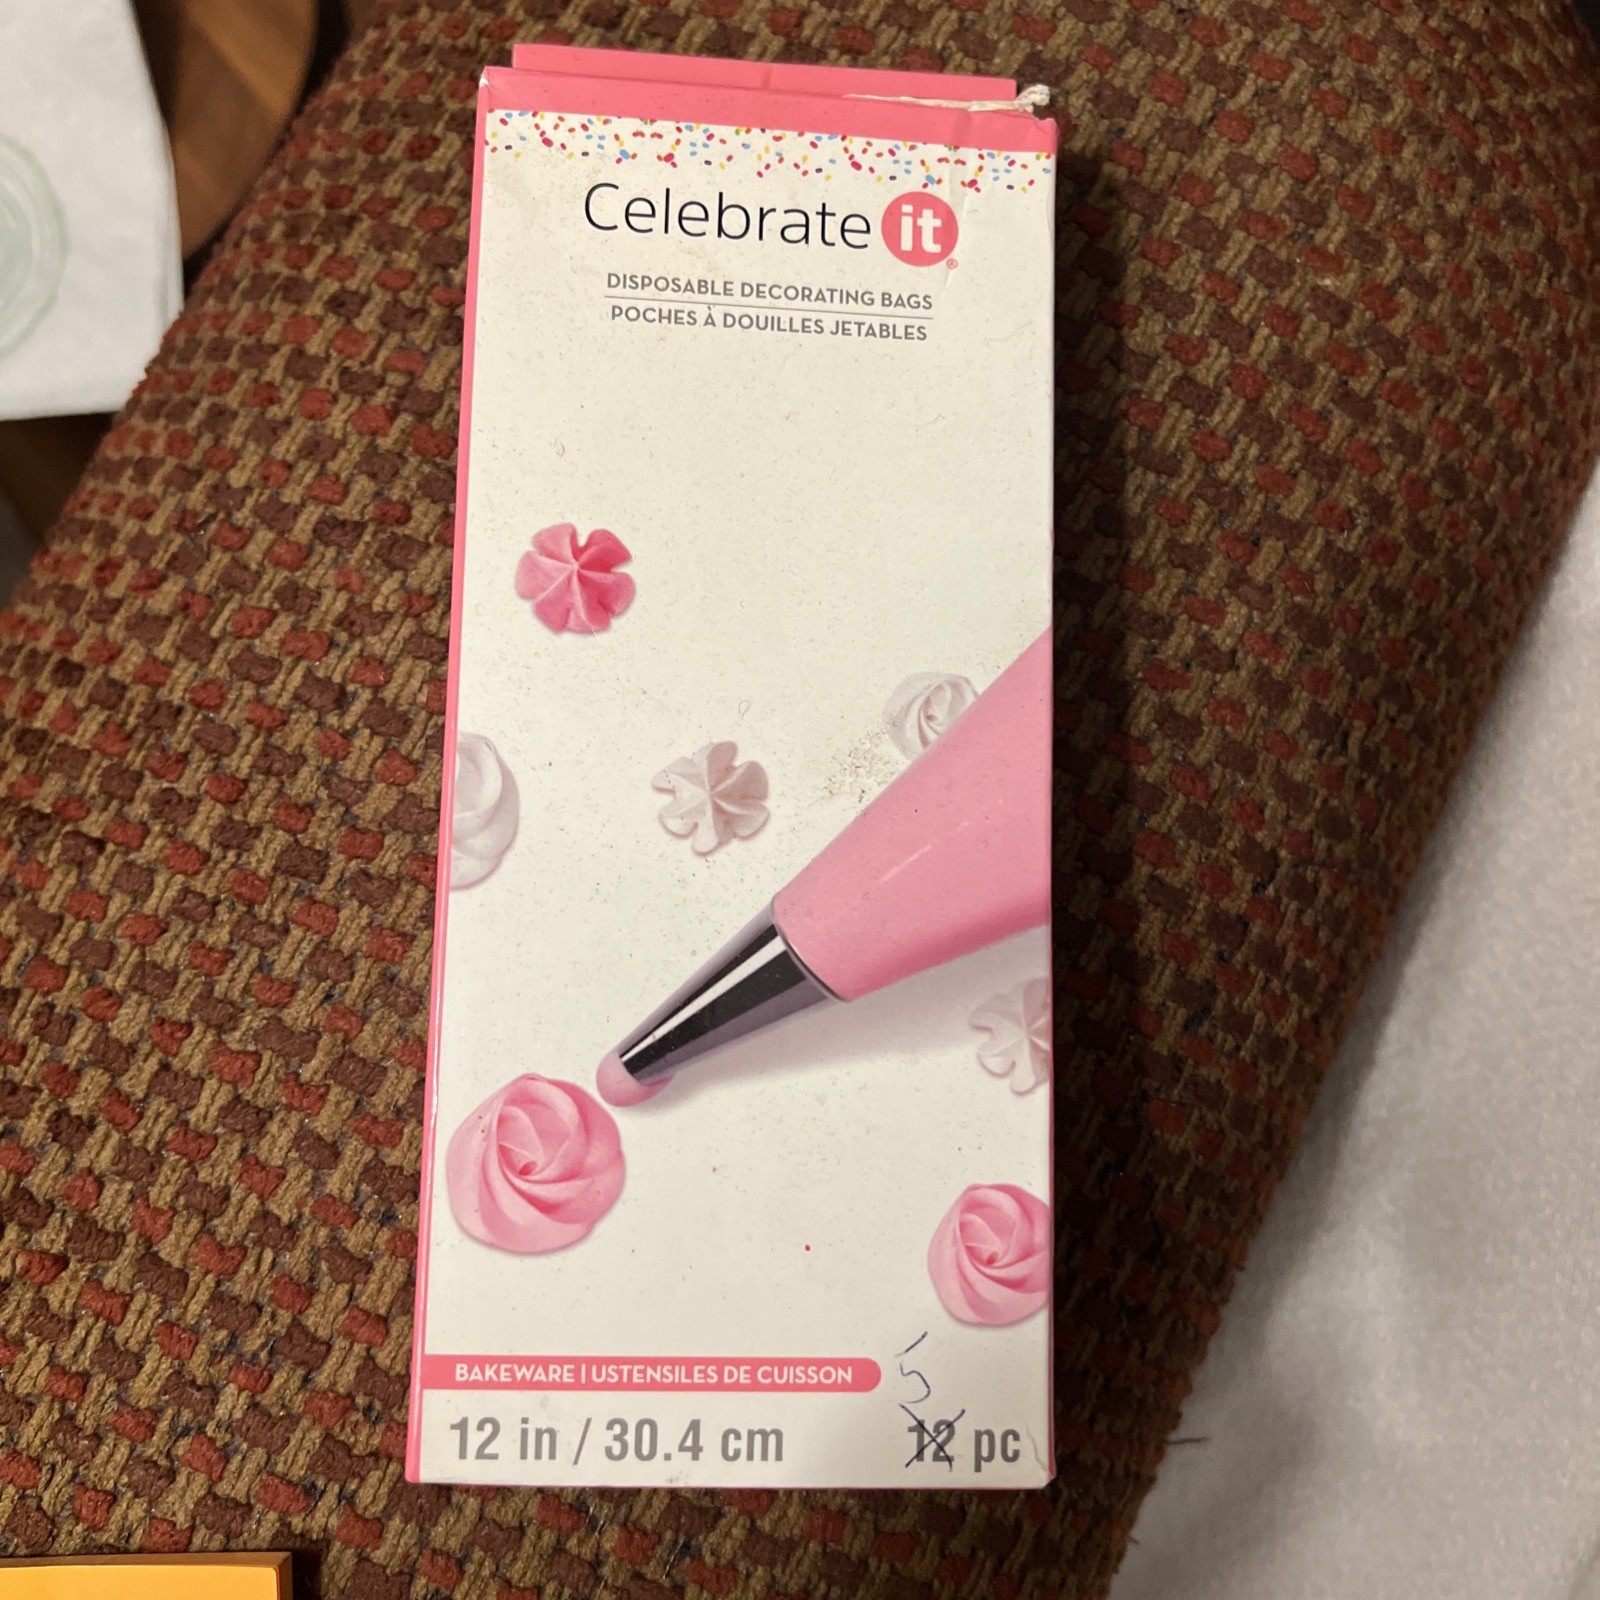 Celebrate it®
DISPOSABLE DECORATING BAGS
POCHES À DOUILLES JETABLES
BAKEWARE | USTENSILES DE CUISSON
5
12 in / 30.4 cm 12 pc